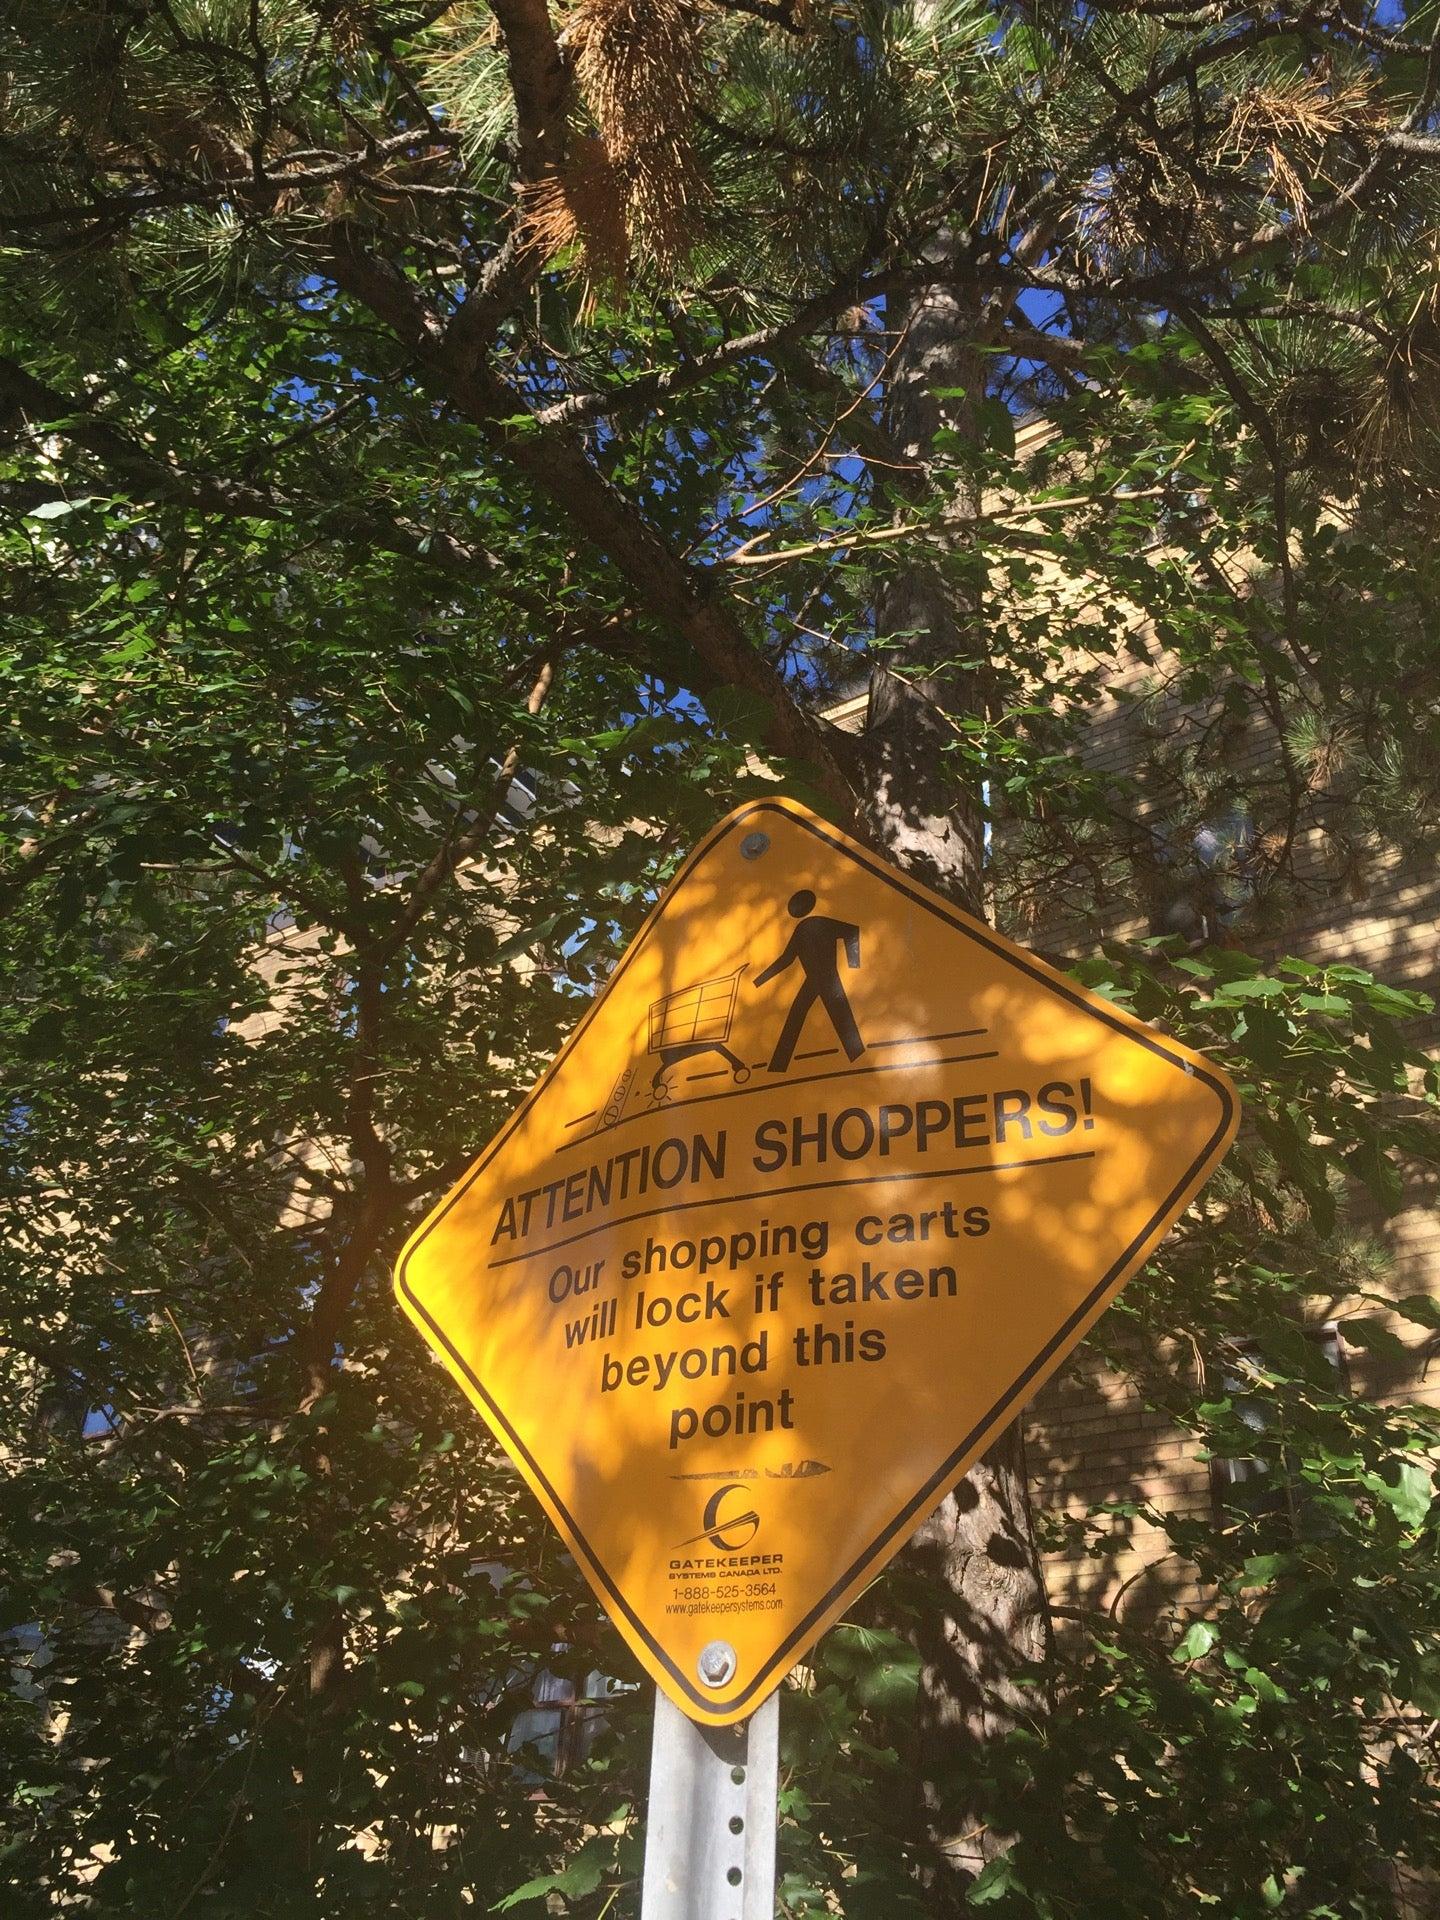 ATTENTION SHOPPERS!
Our shopping carts
will lock if taken
beyond this
point
GATEKEEPER
SYSTEMS CANADA LTD.
1-888-525-3564
www.gatekeepersystems.com